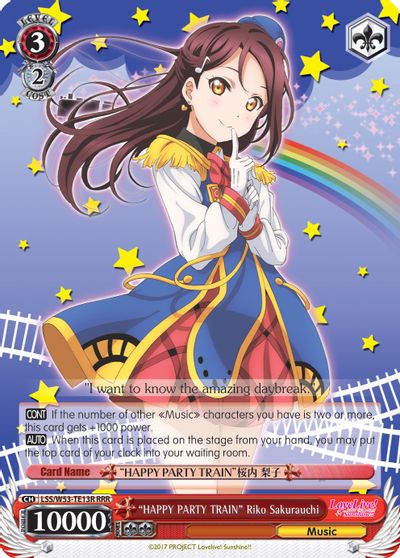 LEVEL
3
2
COST
"I want to know the amazing daybreak."
CONT If the number of other «Music» characters you have is two or more, this card gets +1000 power.
AUTO When this card is placed on the stage from your hand, you may put the top card of your clock into your waiting room.
Card Name "HAPPY PARTY TRAIN" 桜内 梨子
CH LSS/W53-TE13R RRR
"HAPPY PARTY TRAIN" Riko Sakurauchi
LoveLive! Sunshine!!
POWER 10000
SOUL
Music
©2017 PROJECT Lovelive! Sunshine!!